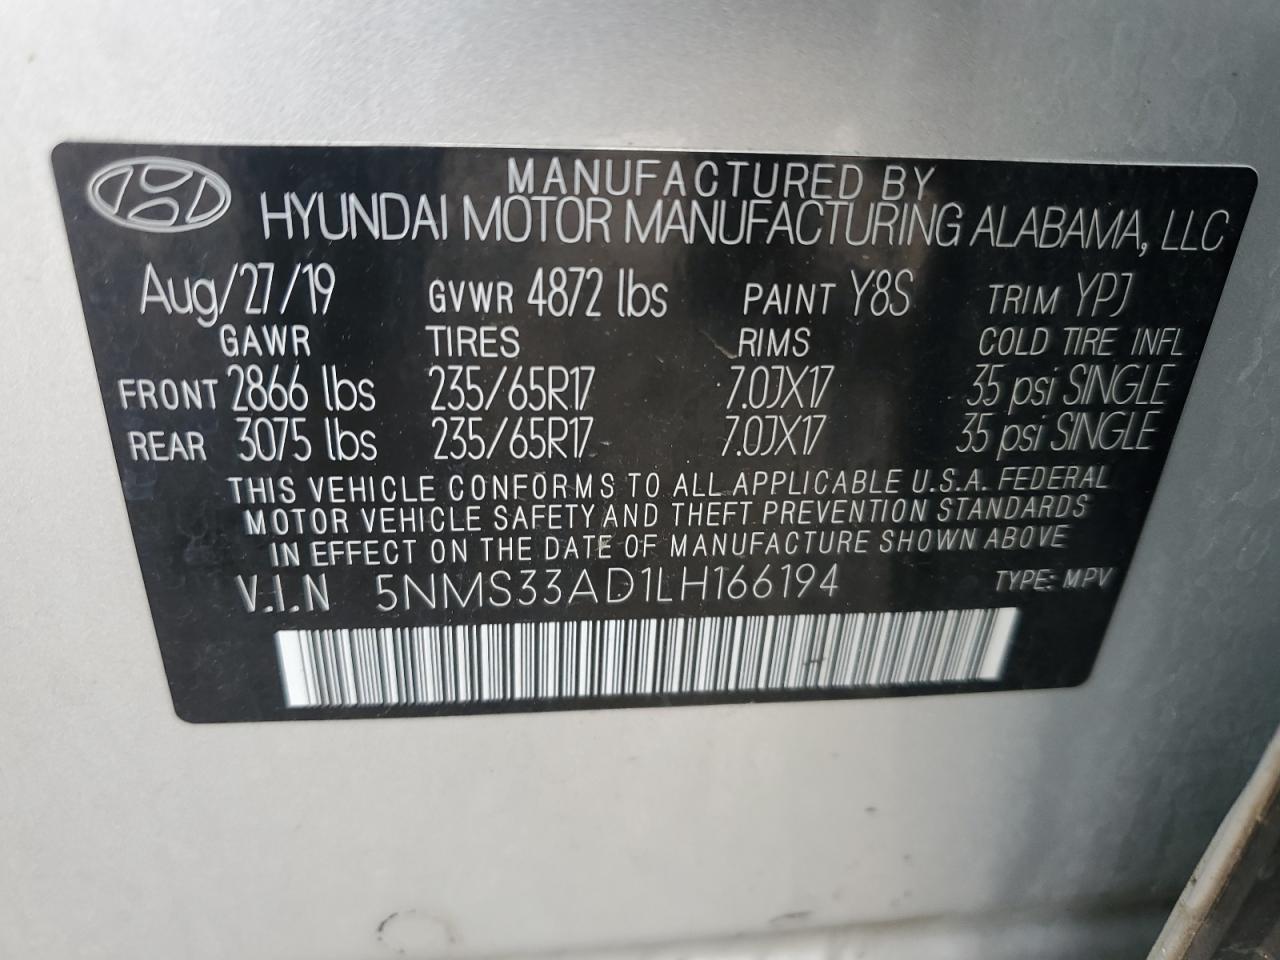 MANUFACTURED BY
HYUNDAI MOTOR MANUFACTURING ALABAMA, LLC
Aug/27/19 GVWR 4872 lbs PAINT Y8S TRIM YPJ
GAWR TIRES RIMS COLD TIRE INFL
FRONT 2866 lbs 235/65R17 7.0JX17 35 psi SINGLE
REAR 3075 lbs 235/65R17 7.0JX17 35 psi SINGLE
THIS VEHICLE CONFORMS TO ALL APPLICABLE U.S.A. FEDERAL
MOTOR VEHICLE SAFETY AND THEFT PREVENTION STANDARDS
IN EFFECT ON THE DATE OF MANUFACTURE SHOWN ABOVE
V.I.N 5NMS33AD1LH166194 TYPE: MPV